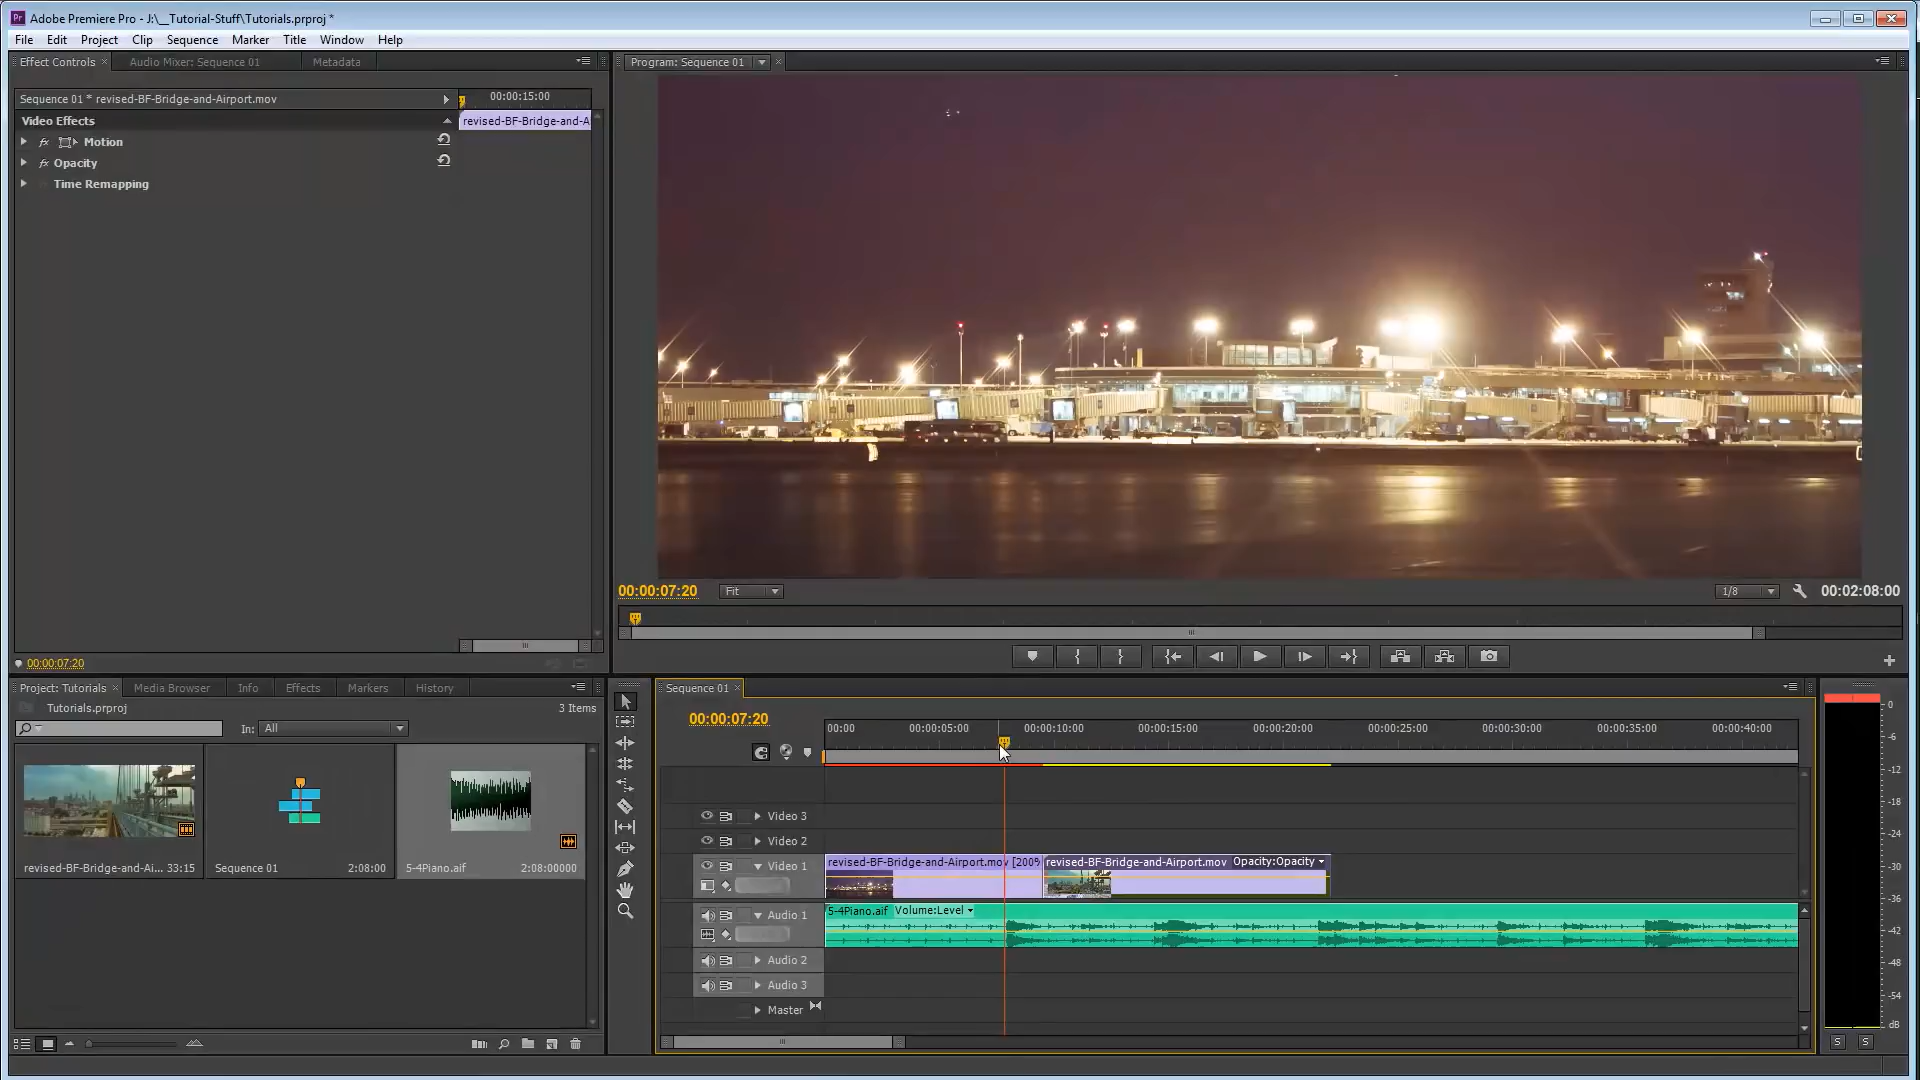 Adobe Premiere Pro - J:\__Tutorial-Stuff\Tutorials.prproj *
File Edit Project Clip Sequence Marker Title Window Help
Effect Controls Audio Mixer: Sequence 01 Metadata
Program: Sequence 01
Sequence 01 * revised-BF-Bridge-and-Airport.mov
00:00:15:00
Video Effects
revised-BF-Bridge-and-A
fx Motion
fx Opacity
Time Remapping
00:00:07:20
Fit
1/8
00:02:08:00
00:00:07:20
Project: Tutorials Media Browser Info Effects Markers History
Tutorials.prproj
3 Items
In: All
revised-BF-Bridge-and-Ai... 33:15
Sequence 01 2:08:00
5-4Piano.aif 2:08:00000
Sequence 01
00:00:07:20
00:00 00:00:05:00 00:00:10:00 00:00:15:00 00:00:20:00 00:00:25:00 00:00:30:00 00:00:35:00 00:00:40:00
Video 3
Video 2
Video 1
revised-BF-Bridge-and-Airport.mov [200%
revised-BF-Bridge-and-Airport.mov Opacity:Opacity
Audio 1
5-4Piano.aif Volume:Level
Audio 2
Audio 3
Master
0
-6
-12
-18
-24
-30
-36
-42
-48
-54
dB
S S